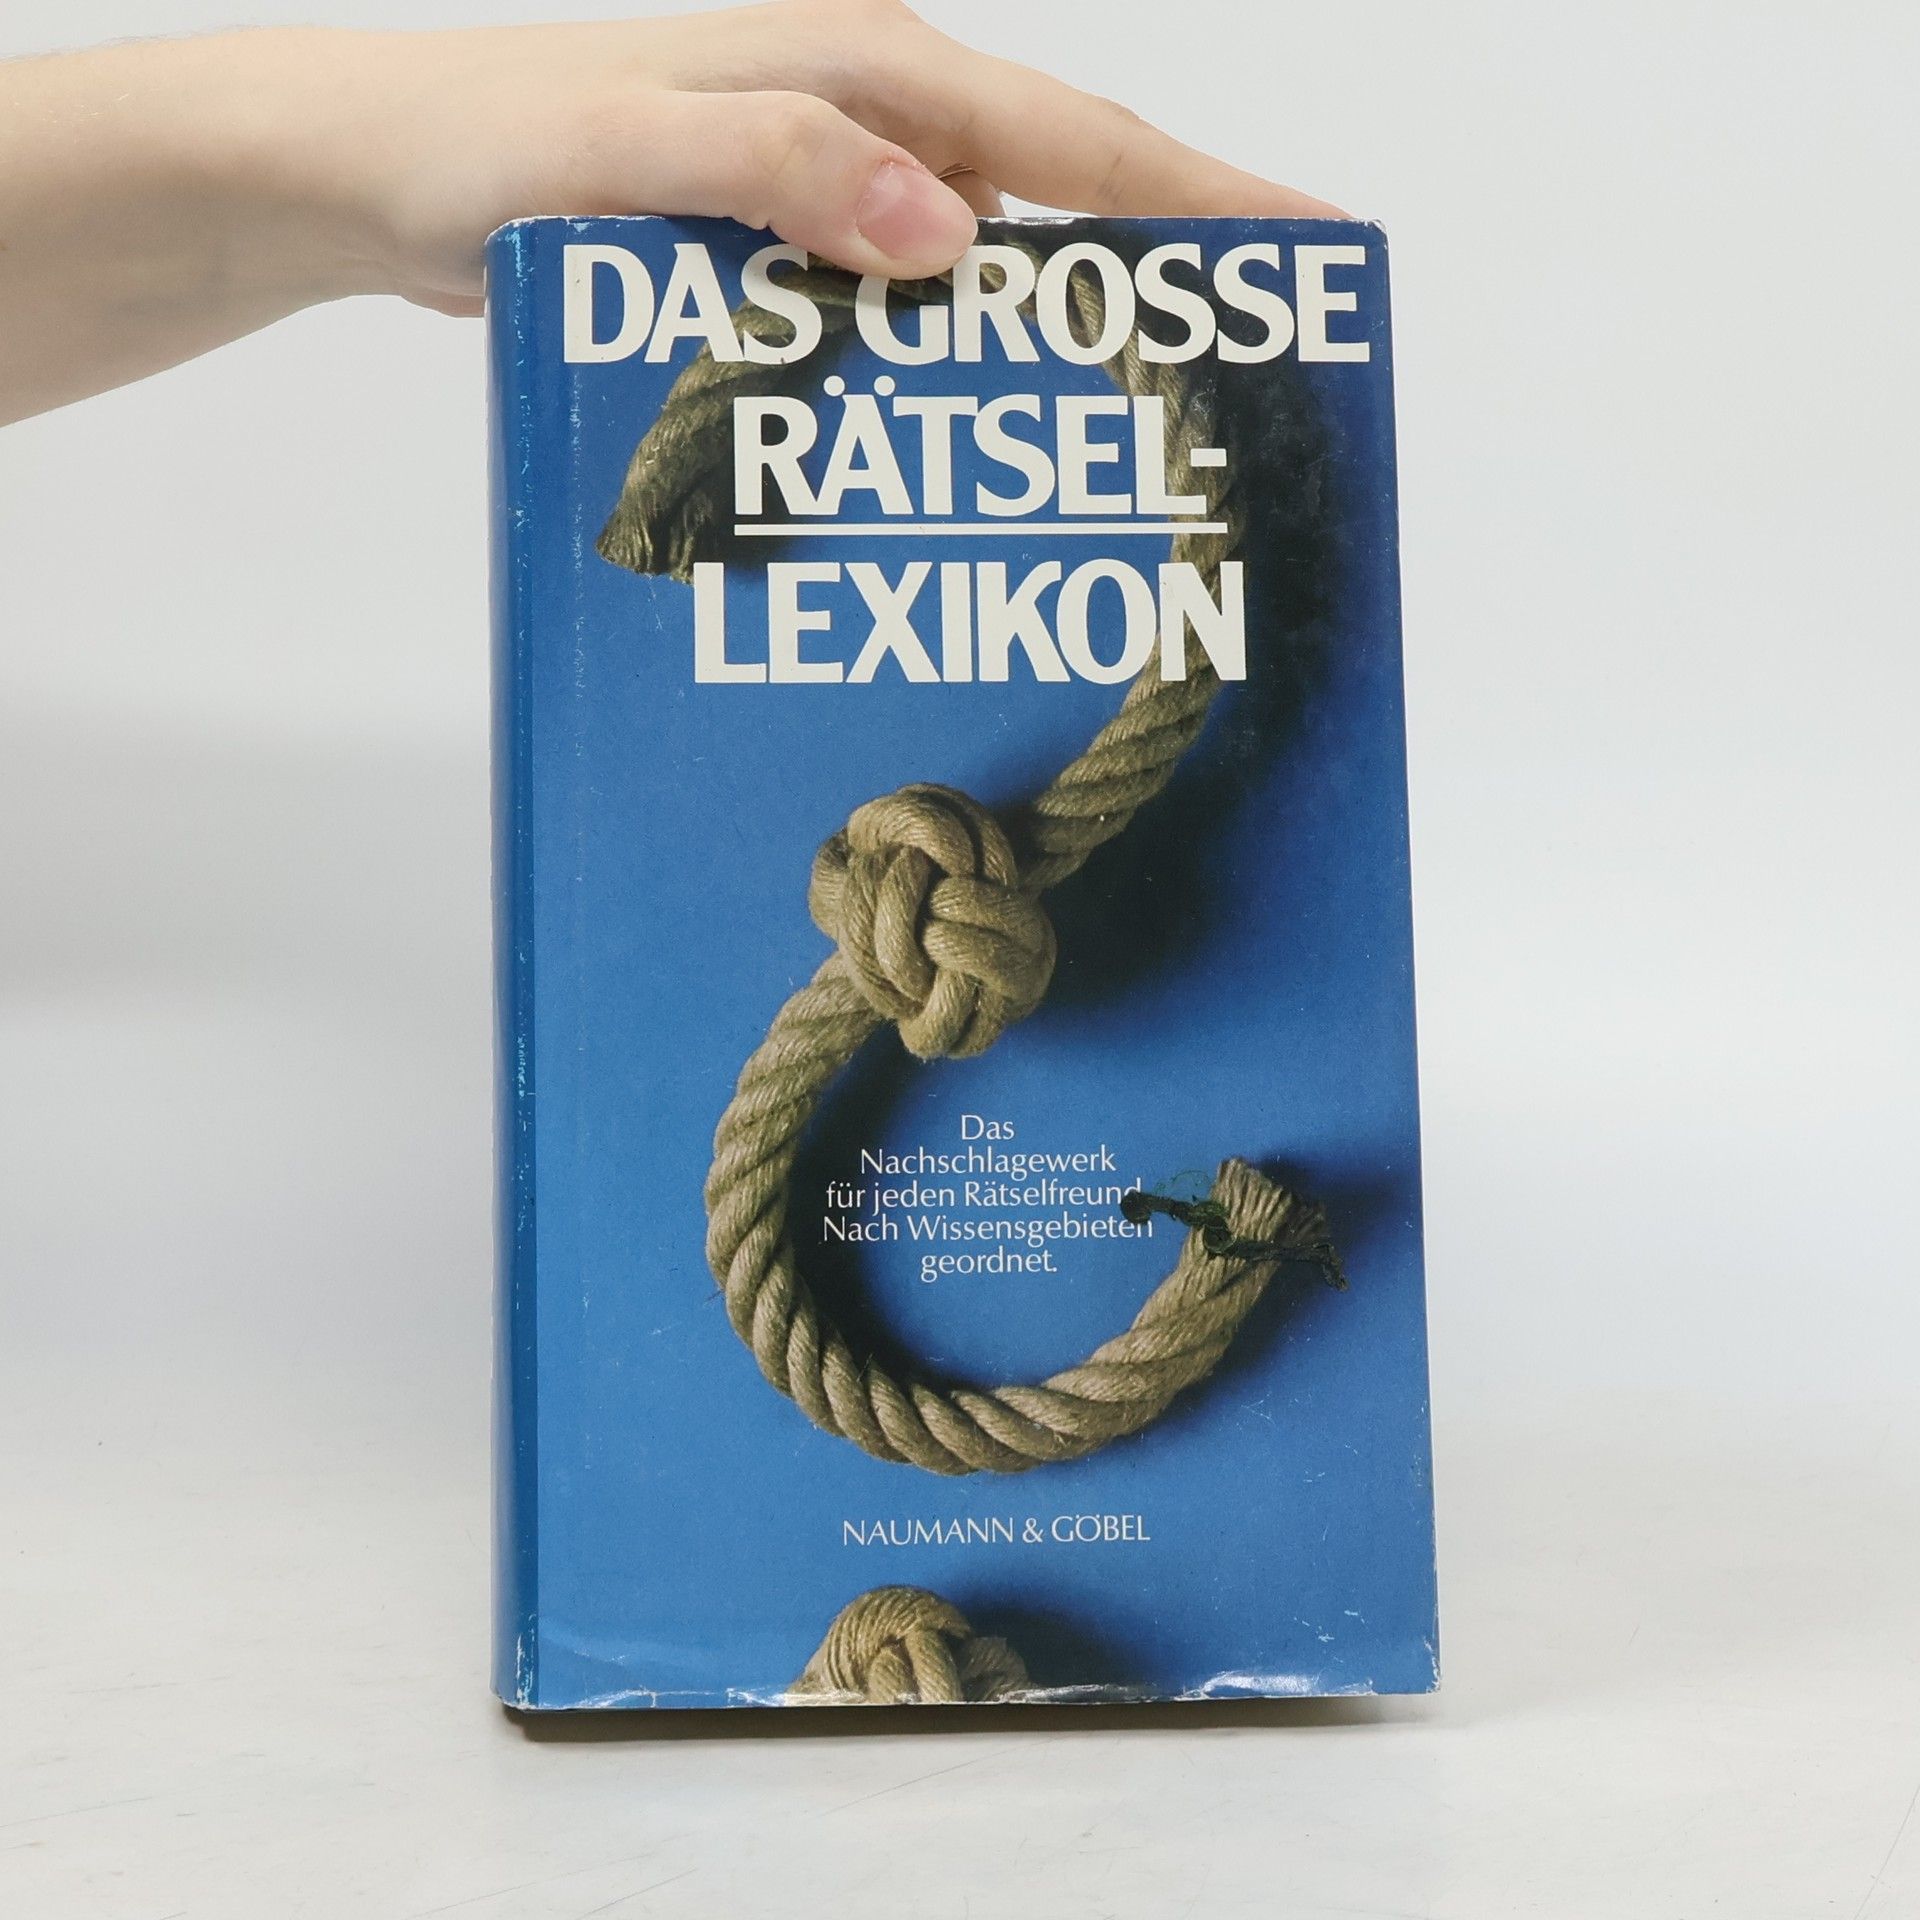 DAS GROSSE
RÄTSEL-
LEXIKON
Das
Nachschlagewerk
für jeden Rätselfreund
Nach Wissensgebieten
geordnet.
NAUMANN & GÖBEL